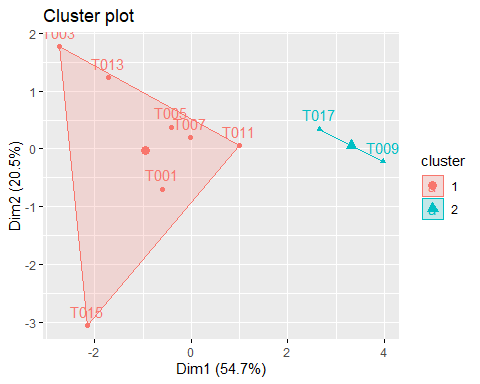 Cluster plot
T003
T013
T005
T007
T011
T001
T015
T017
T009
2
1
0
-1
-2
-3
-2
0
2
4
Dim1 (54.7%)
Dim2 (20.5%)
cluster
a 1
a 2